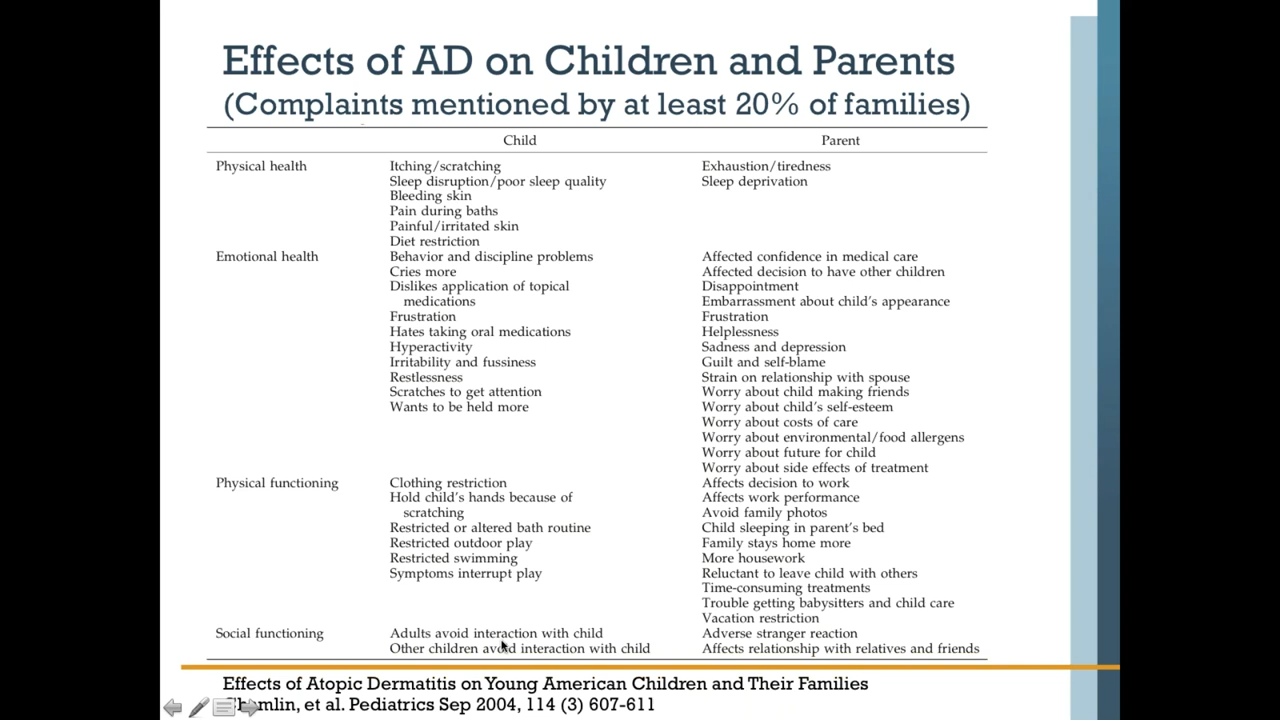 Effects of AD on Children and Parents
(Complaints mentioned by at least 20% of families)
Child Parent
Physical health Itching/scratching Exhaustion/tiredness
Sleep disruption/poor sleep quality Sleep deprivation
Bleeding skin
Pain during baths
Painful/irritated skin
Diet restriction
Emotional health Behavior and discipline problems Affected confidence in medical care
Cries more Affected decision to have other children
Dislikes application of topical Disappointment
medications Embarrassment about child's appearance
Frustration Frustration
Hates taking oral medications Helplessness
Hyperactivity Sadness and depression
Irritability and fussiness Guilt and self-blame
Restlessness Strain on relationship with spouse
Scratches to get attention Worry about child making friends
Wants to be held more Worry about child's self-esteem
Worry about costs of care
Worry about environmental/food allergens
Worry about future for child
Worry about side effects of treatment
Physical functioning Clothing restriction Affects decision to work
Hold child's hands because of Affects work performance
scratching Avoid family photos
Restricted or altered bath routine Child sleeping in parent's bed
Restricted outdoor play Family stays home more
Restricted swimming More housework
Symptoms interrupt play Reluctant to leave child with others
Time-consuming treatments
Trouble getting babysitters and child care
Vacation restriction
Social functioning Adults avoid interaction with child Adverse stranger reaction
Other children avoid interaction with child Affects relationship with relatives and friends
Effects of Atopic Dermatitis on Young American Children and Their Families
et al. Pediatrics Sep 2004, 114 (3) 607-611